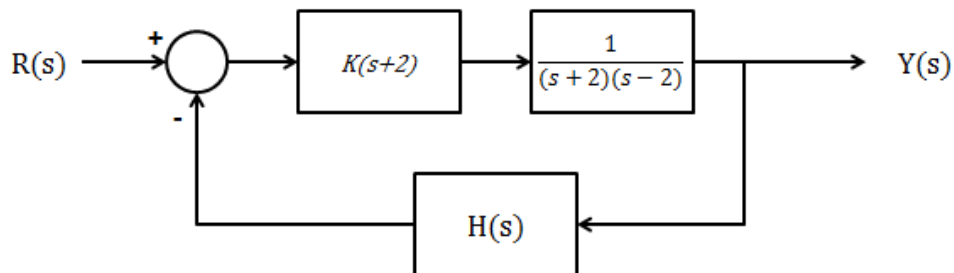 +
R(s)
K(s+2)
1
(s + 2)(s − 2)
Y(s)
-
H(s)